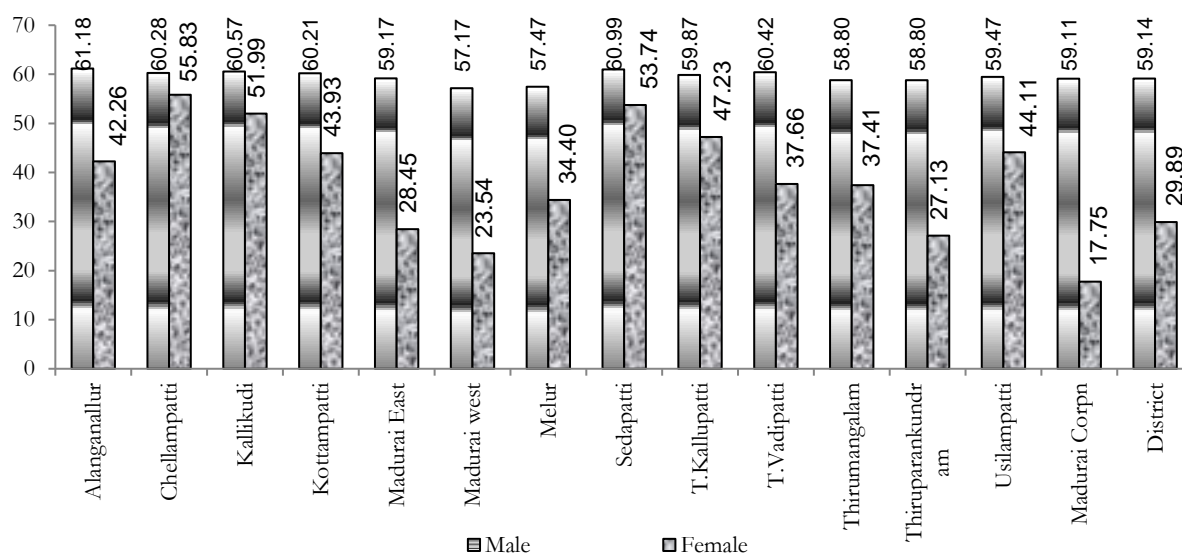 70
60
50
40
30
20
10
0
61.18
42.26
60.28
55.83
60.57
51.99
60.21
43.93
59.17
28.45
57.17
23.54
57.47
34.40
60.99
53.74
59.87
47.23
60.42
37.66
58.80
37.41
58.80
27.13
59.47
44.11
59.11
17.75
59.14
29.89
Alanganallur
Chellampatti
Kallikudi
Kottampatti
Madurai East
Madurai west
Melur
Sedapatti
T.Kallupatti
T.Vadipatti
Thirumangalam
Thiruparankundr
am
Usilampatti
Madurai Corpn
District
Male
Female